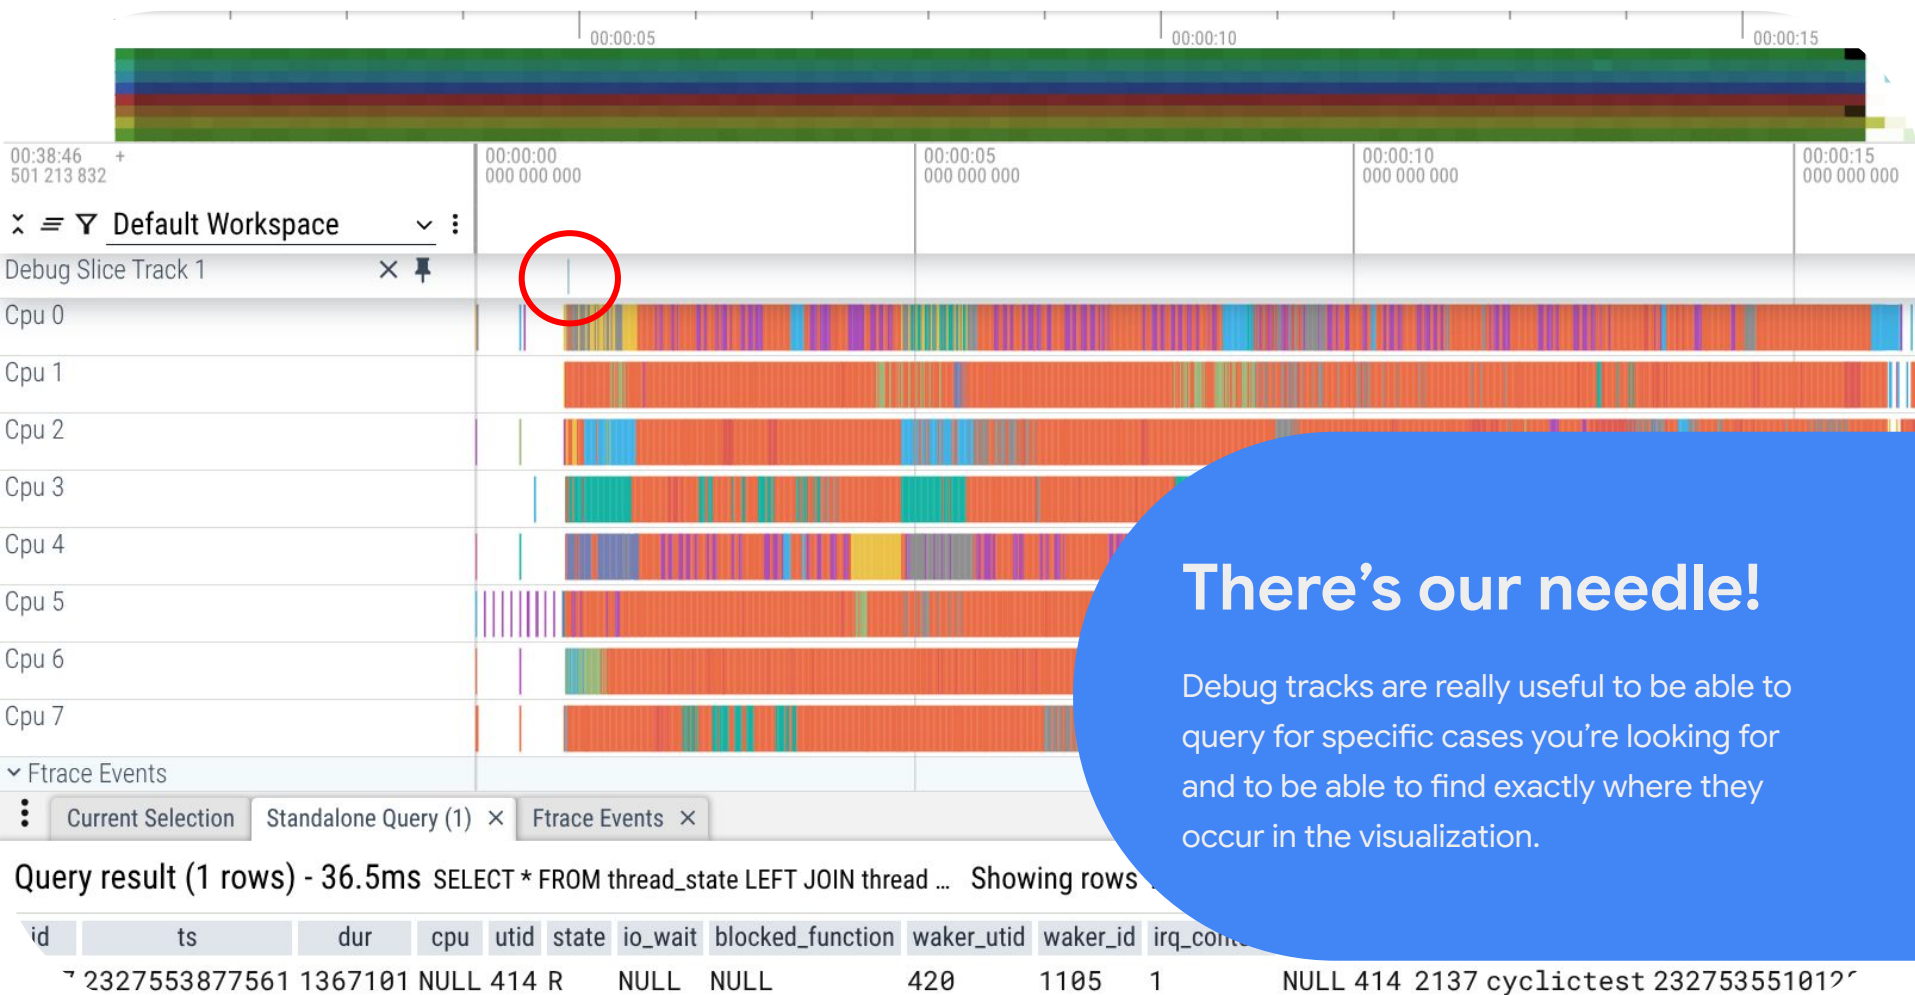 00:00:05 00:00:10 00:00:15
00:38:46 + 00:00:00 00:00:05 00:00:10 00:00:15
501 213 832 000 000 000 000 000 000 000 000 000 000 000 000
Default Workspace
Debug Slice Track 1
Cpu 0
Cpu 1
Cpu 2
Cpu 3
Cpu 4
Cpu 5
Cpu 6
Cpu 7
Ftrace Events
There's our needle!
Debug tracks are really useful to be able to
query for specific cases you're looking for
and to be able to find exactly where they
occur in the visualization.
Current Selection Standalone Query (1) × Ftrace Events ×
Query result (1 rows) - 36.5ms SELECT * FROM thread_state LEFT JOIN thread ... Showing rows
id ts dur cpu utid state io_wait blocked_function waker_utid waker_id
2327553877561 1367101 NULL 414 R NULL NULL 420 1105 1 NULL 414 2137 cyclictest